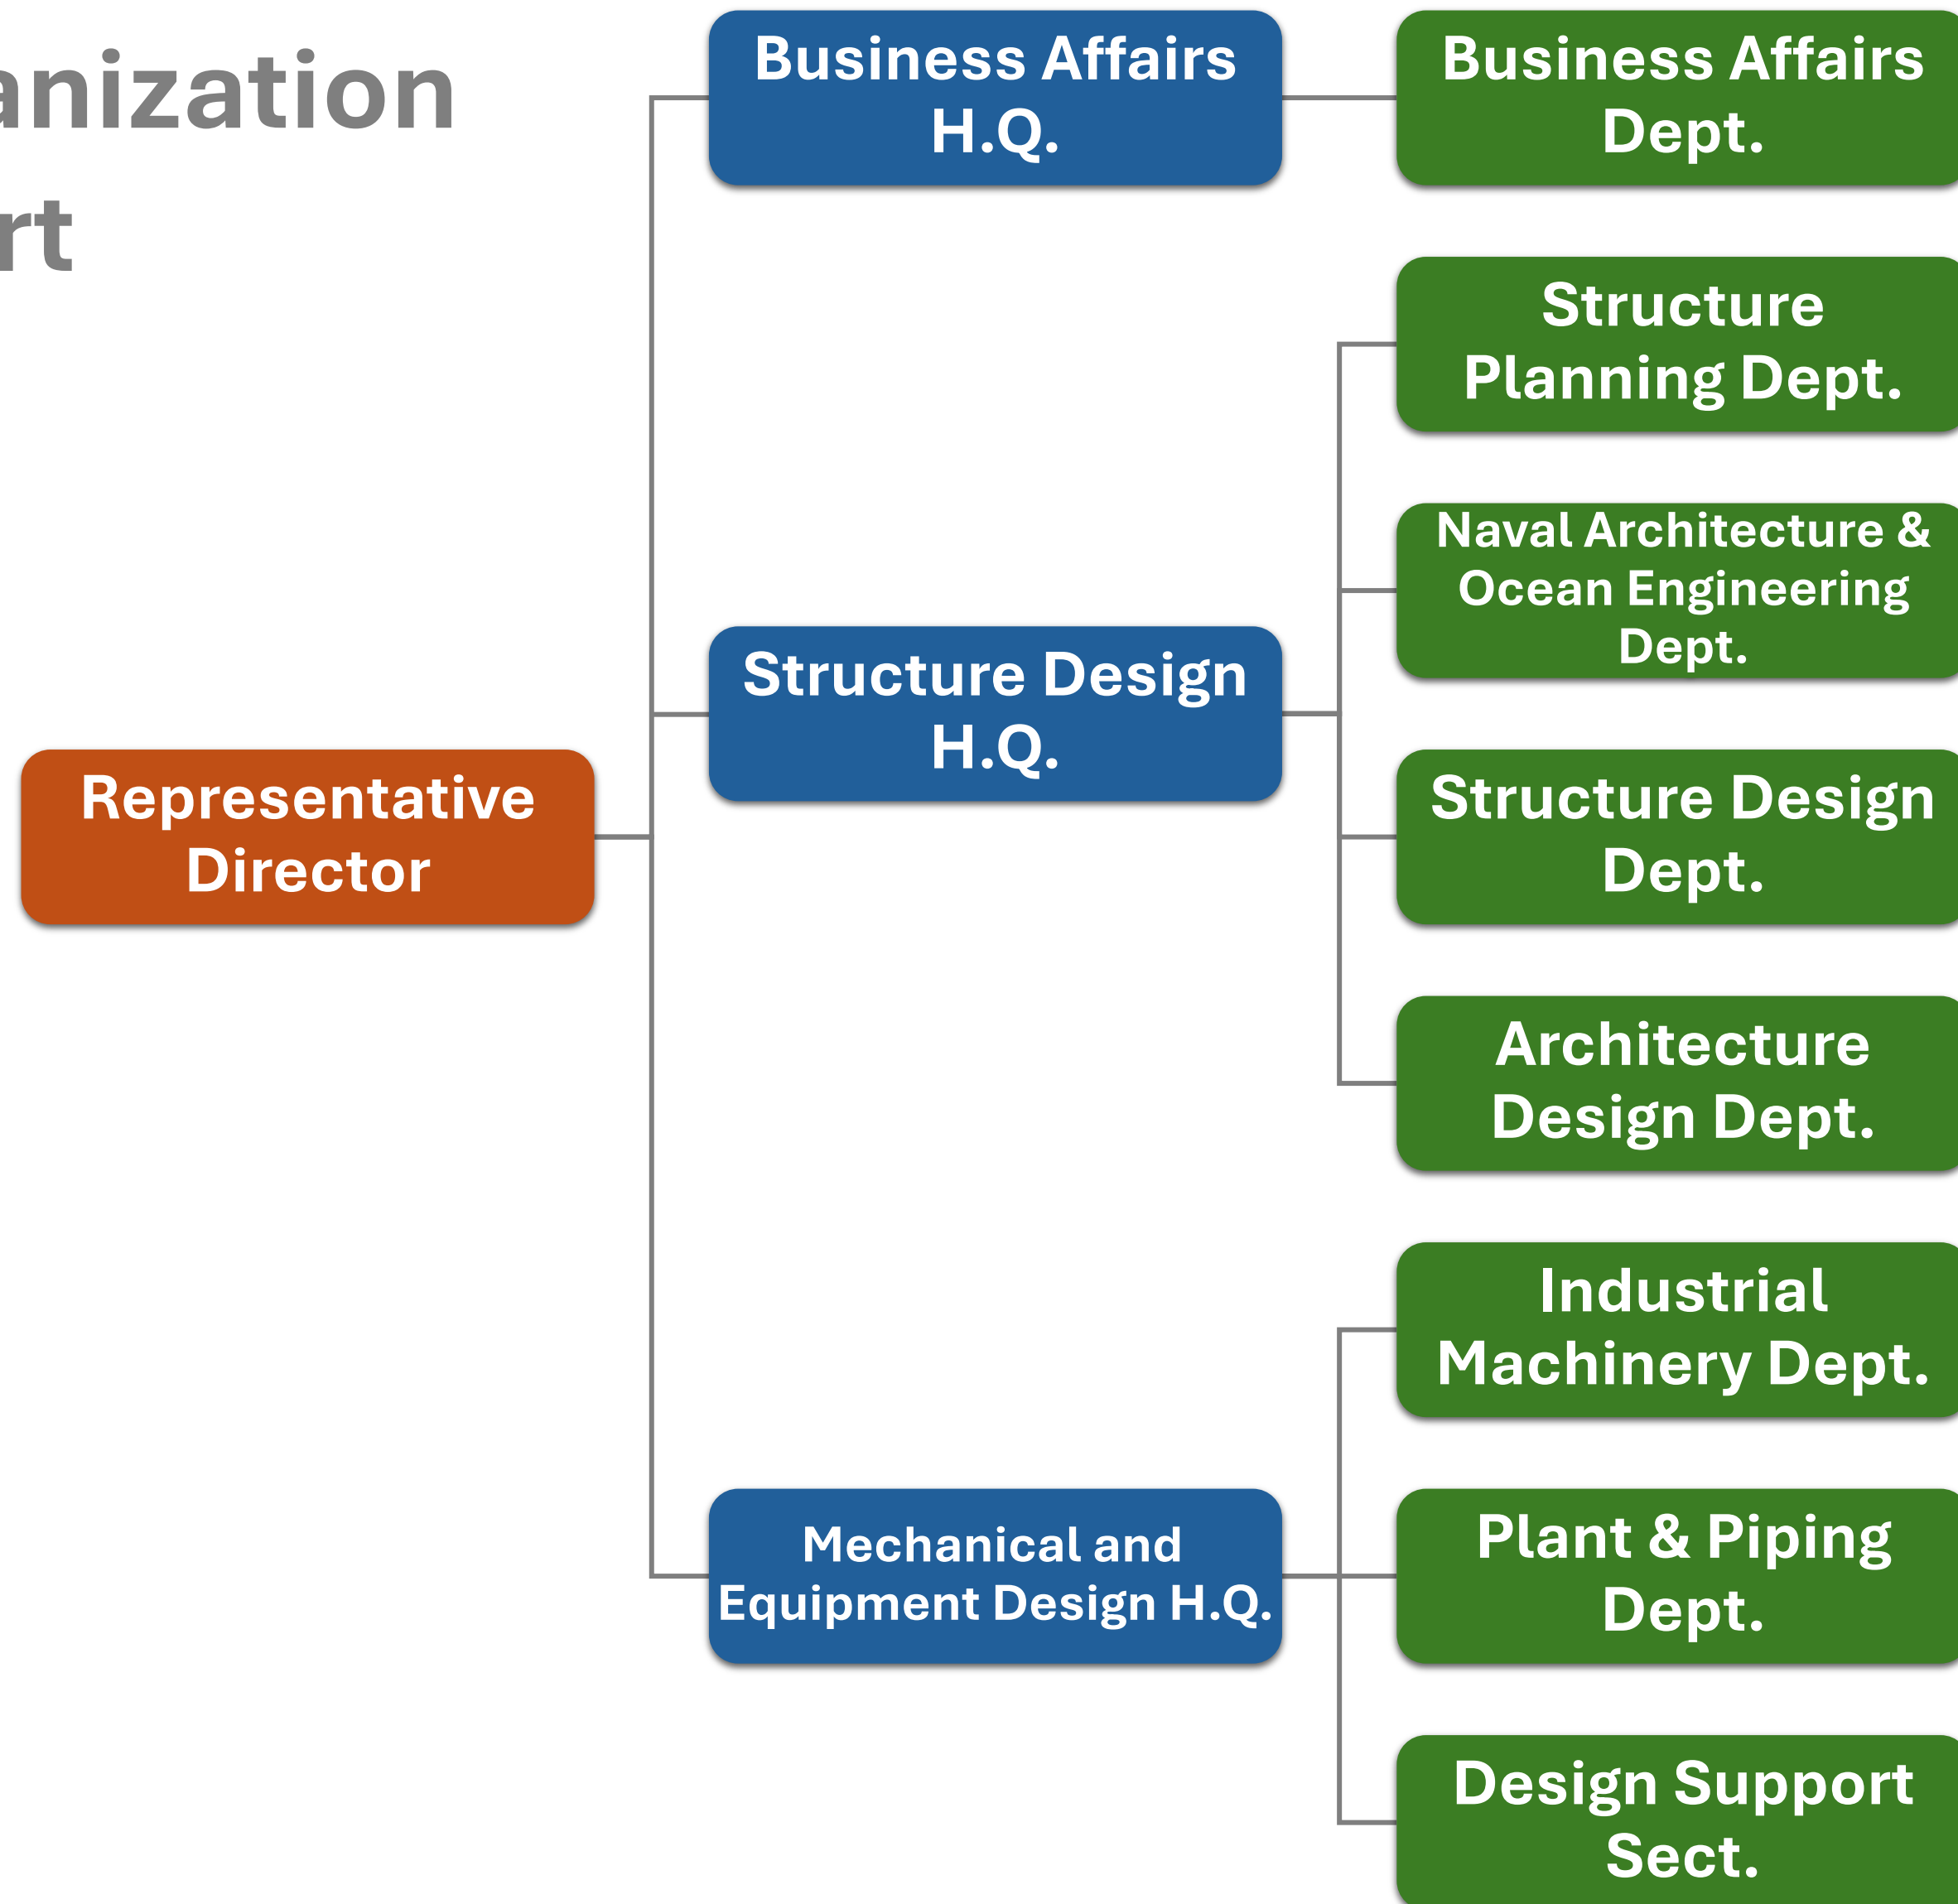 anization
rt
Business Affairs
H.Q.
Business Affairs
Dept.
Structure
Planning Dept.
Naval Architecture &
Ocean Engineering
Dept.
Structure Design
H.Q.
Structure Design
Dept.
Representative
Director
Architecture
Design Dept.
Industrial
Machinery Dept.
Mechanical and
Equipment Design H.Q.
Plant & Piping
Dept.
Design Support
Sect.